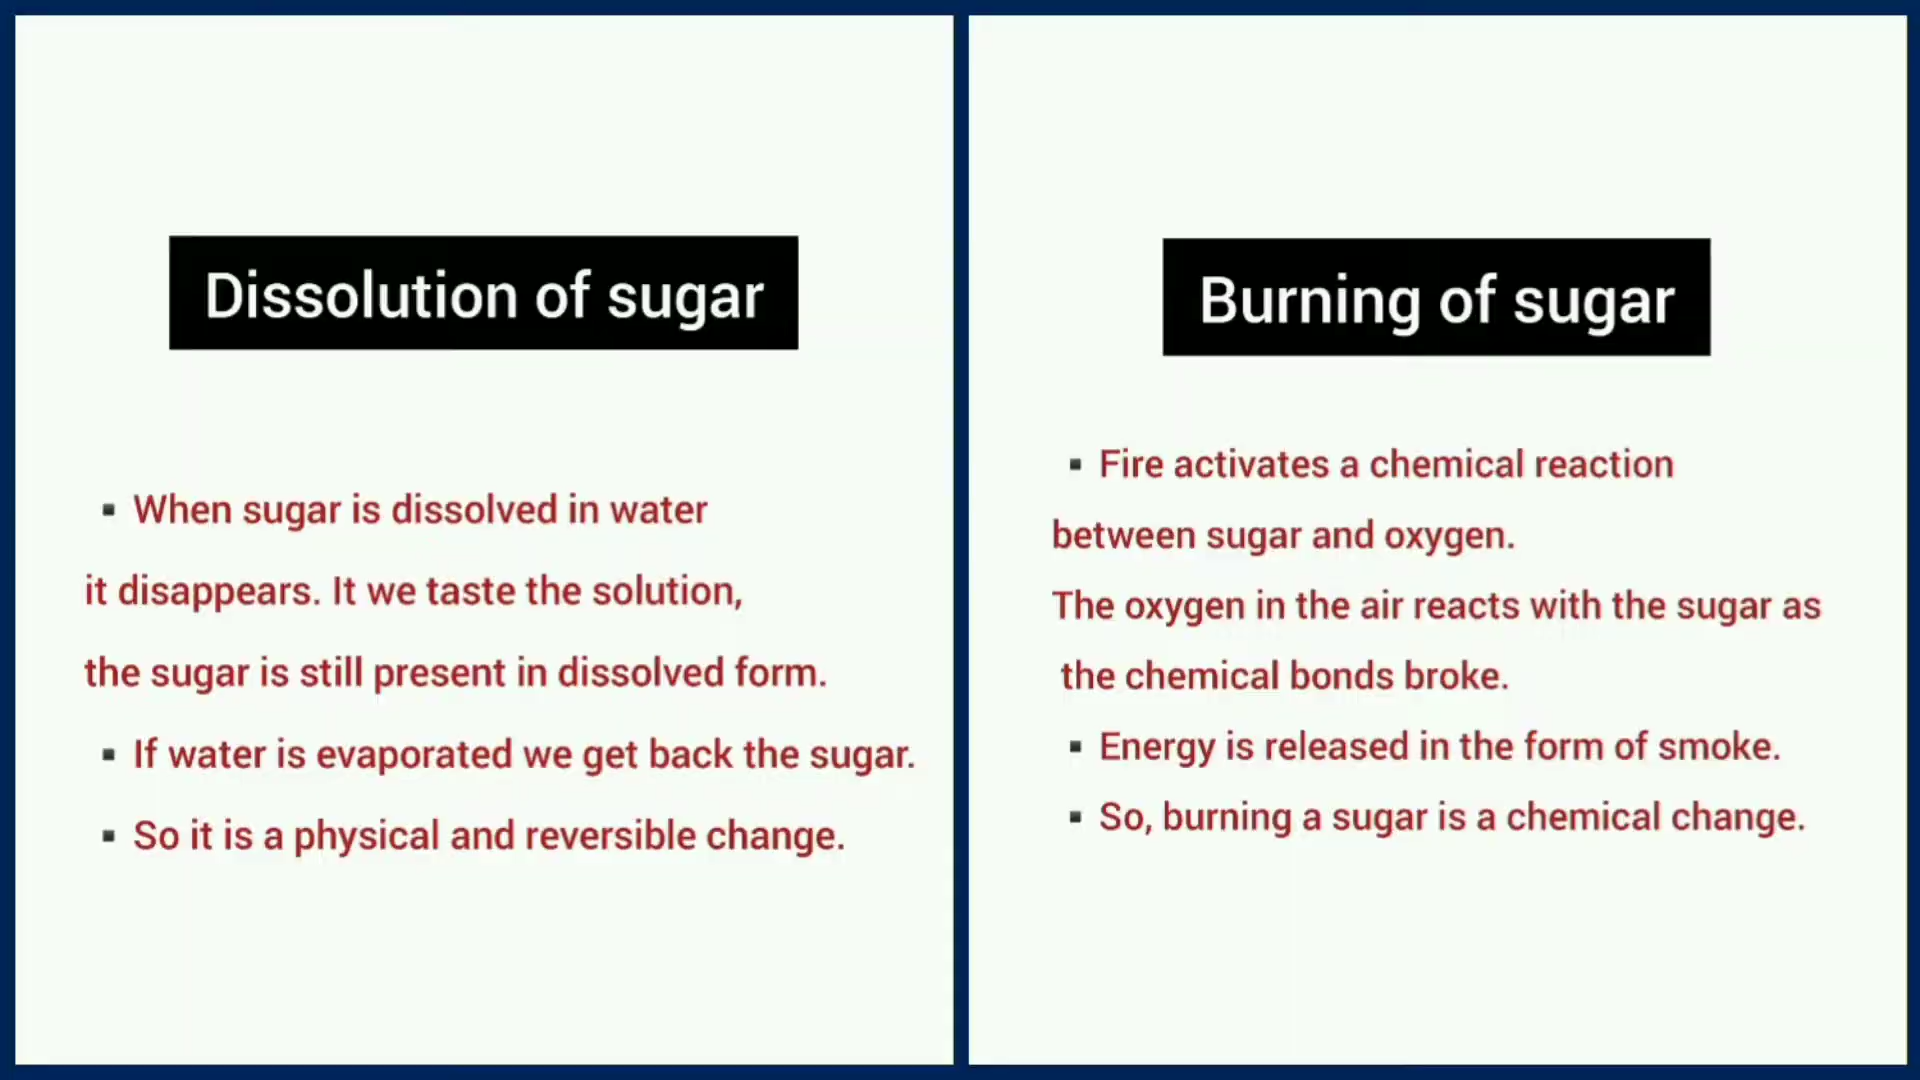 Dissolution of sugar
▪ When sugar is dissolved in water
it disappears. It we taste the solution,
the sugar is still present in dissolved form.
▪ If water is evaporated we get back the sugar.
▪ So it is a physical and reversible change.
Burning of sugar
▪ Fire activates a chemical reaction
between sugar and oxygen.
The oxygen in the air reacts with the sugar as
the chemical bonds broke.
▪ Energy is released in the form of smoke.
▪ So, burning a sugar is a chemical change.